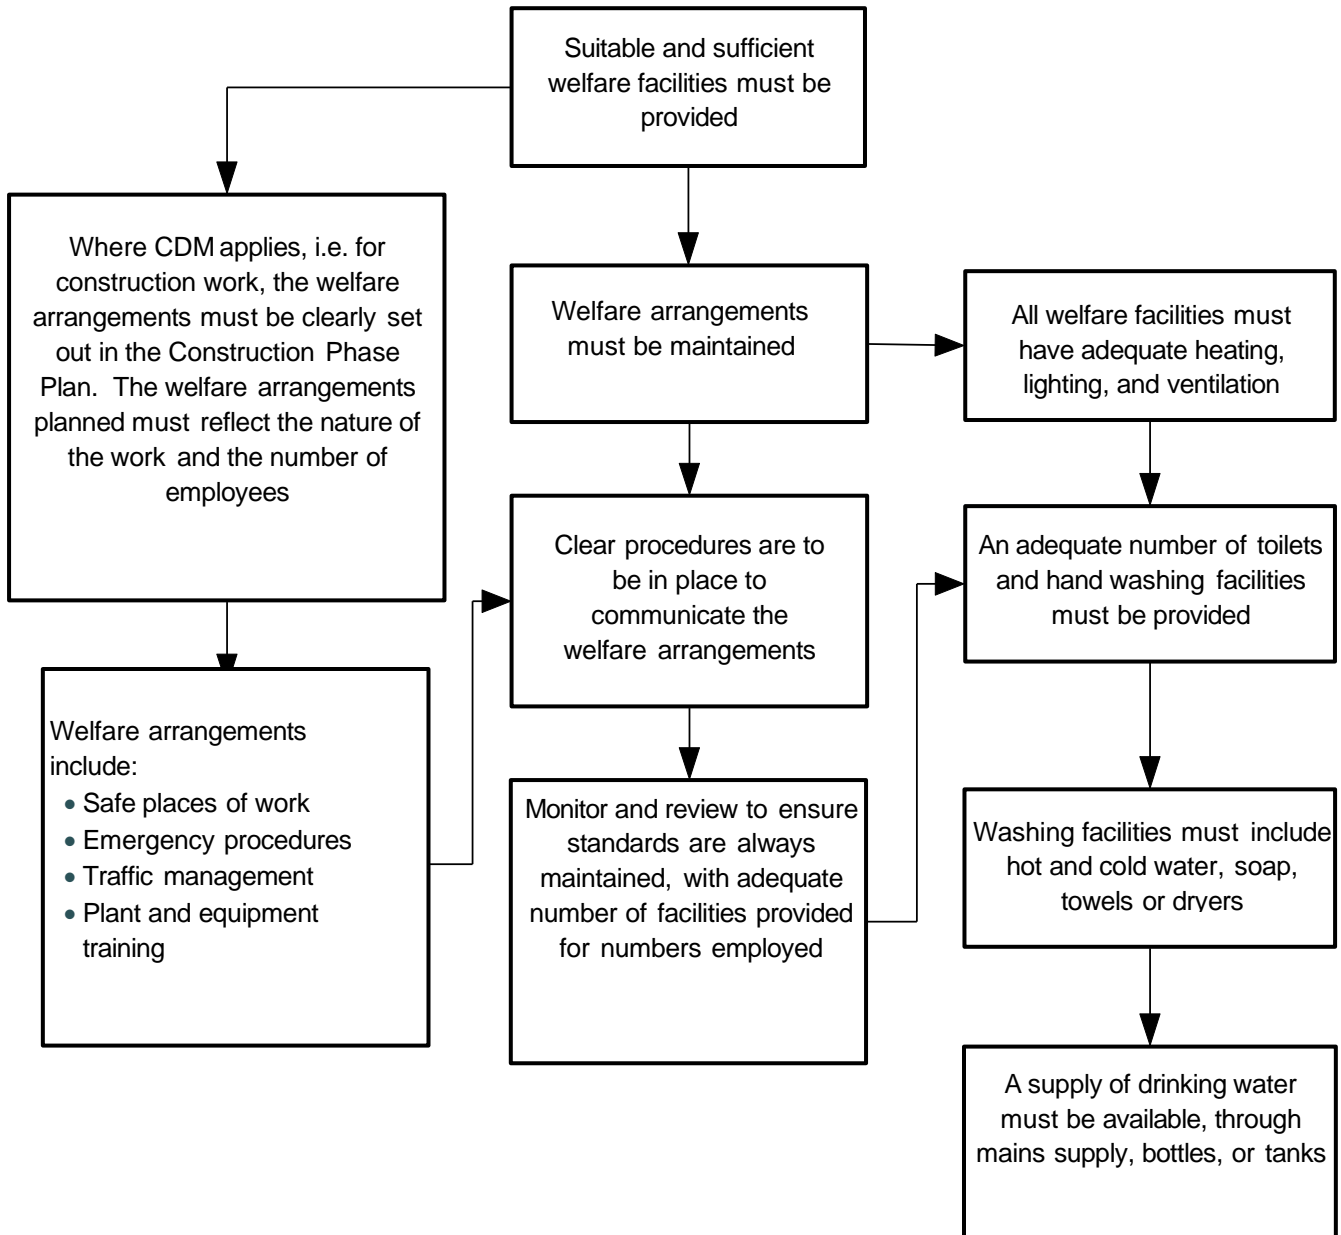 Suitable and sufficient
welfare facilities must be
provided
Where CDM applies, i.e. for
construction work, the welfare
arrangements must be clearly set
out in the Construction Phase
Plan. The welfare arrangements
planned must reflect the nature of
the work and the number of
employees
Welfare arrangements
include:
• Safe places of work
• Emergency procedures
• Traffic management
• Plant and equipment
training
Welfare arrangements
must be maintained
Clear procedures are to
be in place to
communicate the
welfare arrangements
Monitor and review to ensure
standards are always
maintained, with adequate
number of facilities provided
for numbers employed
All welfare facilities must
have adequate heating,
lighting, and ventilation
An adequate number of toilets
and hand washing facilities
must be provided
Washing facilities must include
hot and cold water, soap,
towels or dryers
A supply of drinking water
must be available, through
mains supply, bottles, or tanks